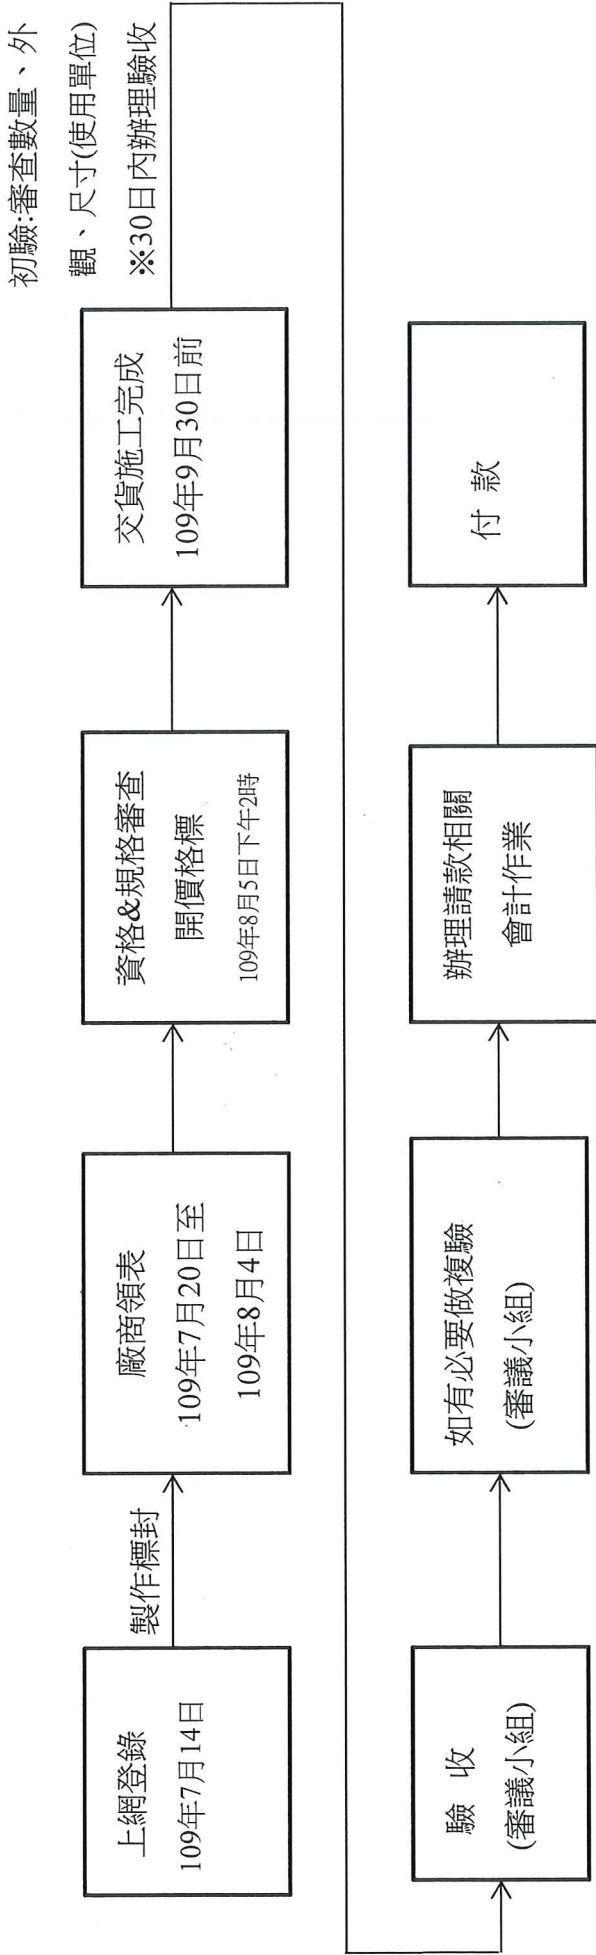 上網登錄
109年7月14日
製作標封
廠商領表
109年7月20日至
109年8月4日
資格&規格審查
開價格標
109年8月5日下午2時
交貨施工完成
109年9月30日前
初驗:審查數量、外
觀、尺寸(使用單位)
※30日內辦理驗收
驗 收
(審議小組)
如有必要做複驗
(審議小組)
辦理請款相關
會計作業
付 款